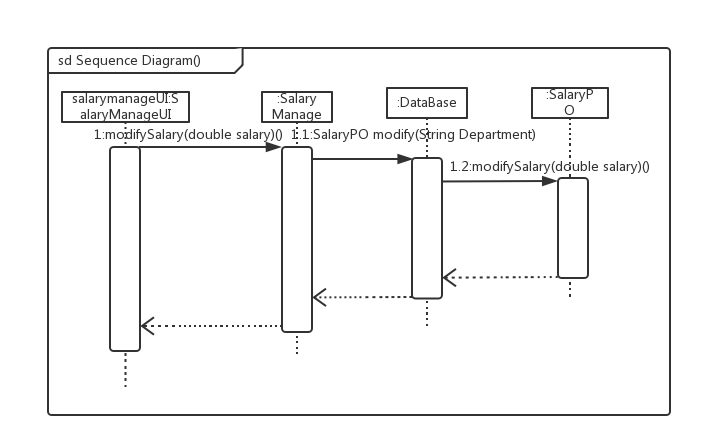 sd Sequence Diagram()
salarymanageUI:S
alaryManageUI
:Salary
Manage
:DataBase
:SalaryP
O
1:modifySalary(double salary)()
1.1:SalaryPO modify(String Department)
1.2:modifySalary(double salary)()